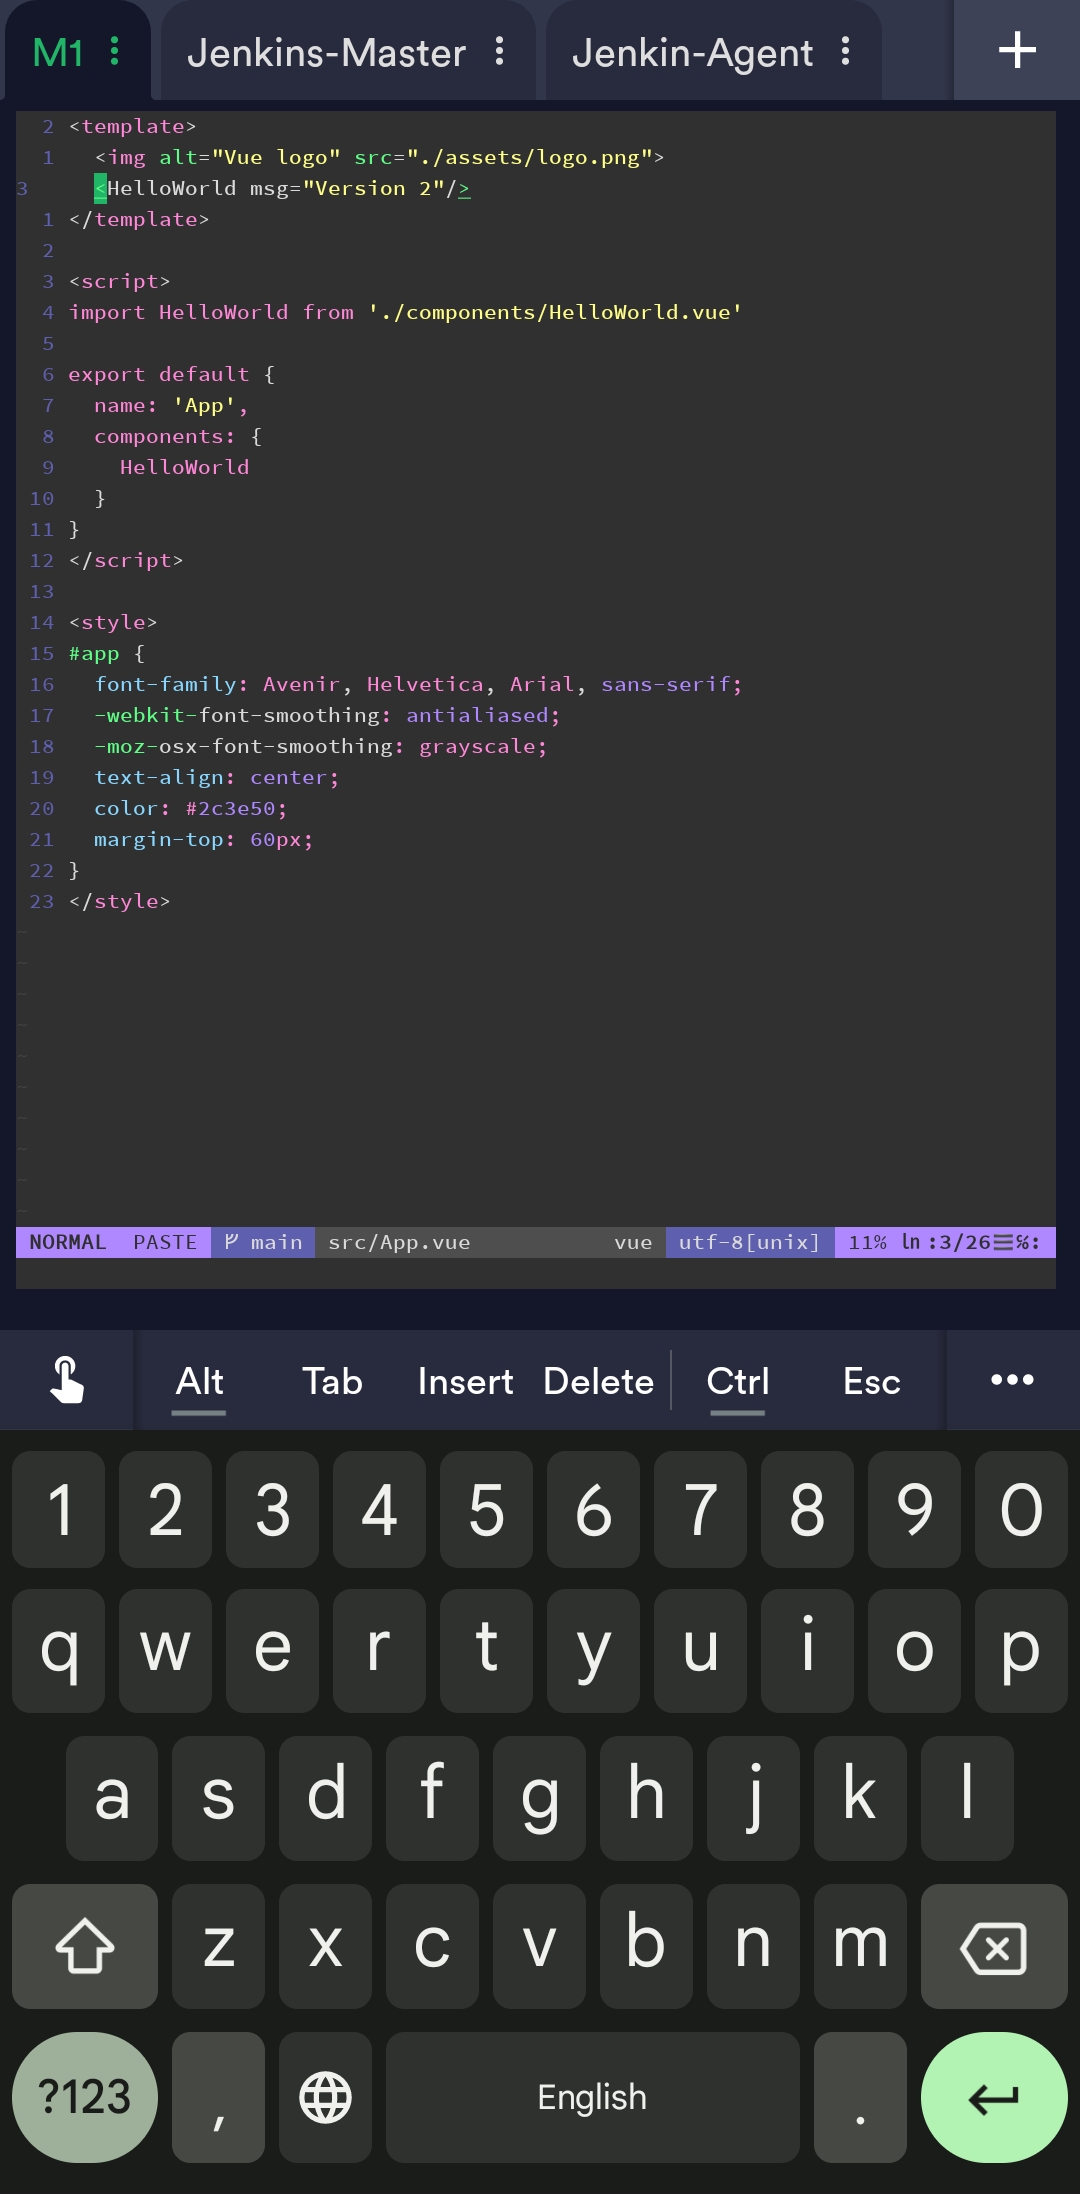 M1 Jenkins-Master Jenkin-Agent +
2 <template>
1   <img alt="Vue logo" src="./assets/logo.png">
3   <HelloWorld msg="Version 2"/>
1 </template>
2
3 <script>
4 import HelloWorld from './components/HelloWorld.vue'
5
6 export default {
7   name: 'App',
8   components: {
9     HelloWorld
10   }
11 }
12 </script>
13
14 <style>
15 #app {
16   font-family: Avenir, Helvetica, Arial, sans-serif;
17   -webkit-font-smoothing: antialiased;
18   -moz-osx-font-smoothing: grayscale;
19   text-align: center;
20   color: #2c3e50;
21   margin-top: 60px;
22 }
23 </style>
~
~
~
~
~
~
~
~
~
~
NORMAL PASTE main src/App.vue vue utf-8[unix] 11% ln :3/26☰℅:
Alt Tab Insert Delete Ctrl Esc •••
1 2 3 4 5 6 7 8 9 0
q w e r t y u i o p
a s d f g h j k l
z x c v b n m
?123 , English .